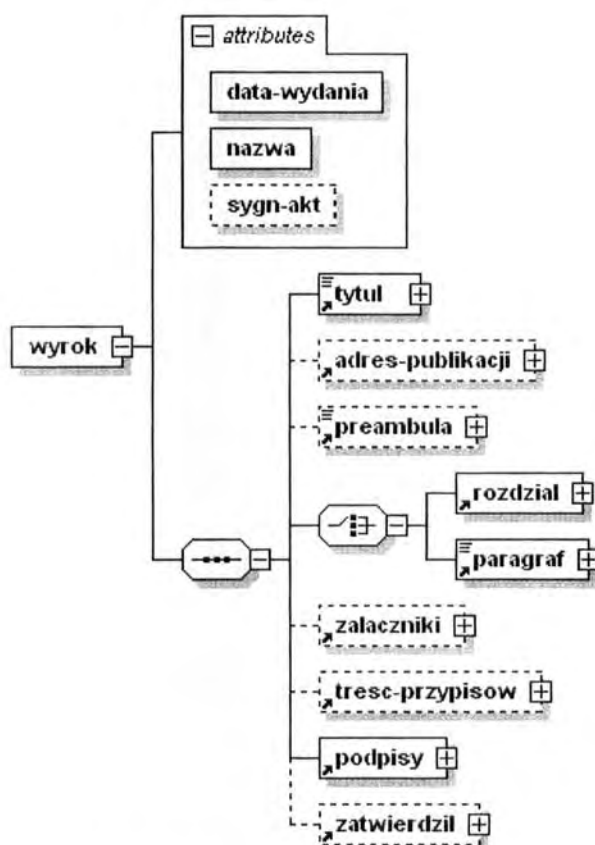 attributes
data-wydania
nazwa
sygn-akt
wyrok
tytul
adres-publikacji
preambula
rozdzial
paragraf
zalaczniki
tresc-przypisow
podpisy
zatwierdzil